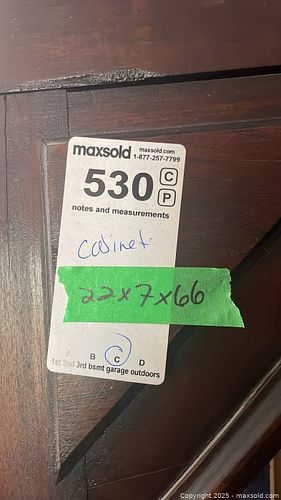 maxsold maxsold.com
1-877-257-7799
530 C
P
notes and measurements
cabinet
22x7x66
A B C D
1st 2nd 3rd bsmt garage outdoors
Copyright © 2025 - maxsold.com